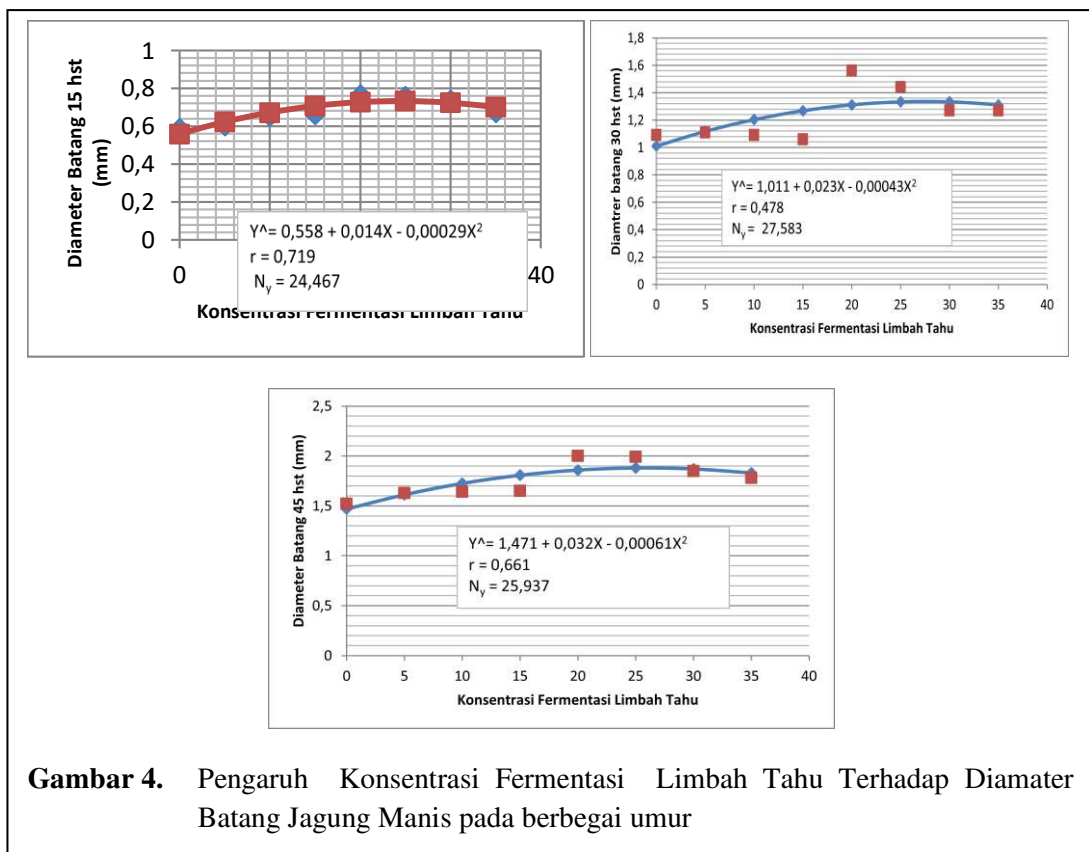 Diameter Batang 15 hst
(mm)
1
0,8
0,6
0,4
0,2
0
0
40
Y^= 0,558 + 0,014X - 0,00029X²
r = 0,719
Nᵧ = 24,467
Konsentrasi Fermentasi Limbah Tahu
Diamtrer batang 30 hst (mm)
1,8
1,6
1,4
1,2
1
0,8
0,6
0,4
0,2
0
Y^= 1,011 + 0,023X - 0,00043X²
r = 0,478
Nᵧ = 27,583
0 5 10 15 20 25 30 35 40
Konsentrasi Fermentasi Limbah Tahu
Diameter Batang 45 hst (mm)
2,5
2
1,5
1
0,5
0
Y^= 1,471 + 0,032X - 0,00061X²
r = 0,661
Nᵧ = 25,937
0 5 10 15 20 25 30 35 40
Konsentrasi Fermentasi Limbah Tahu
Gambar 4. Pengaruh Konsentrasi Fermentasi Limbah Tahu Terhadap Diamater
Batang Jagung Manis pada berbegai umur